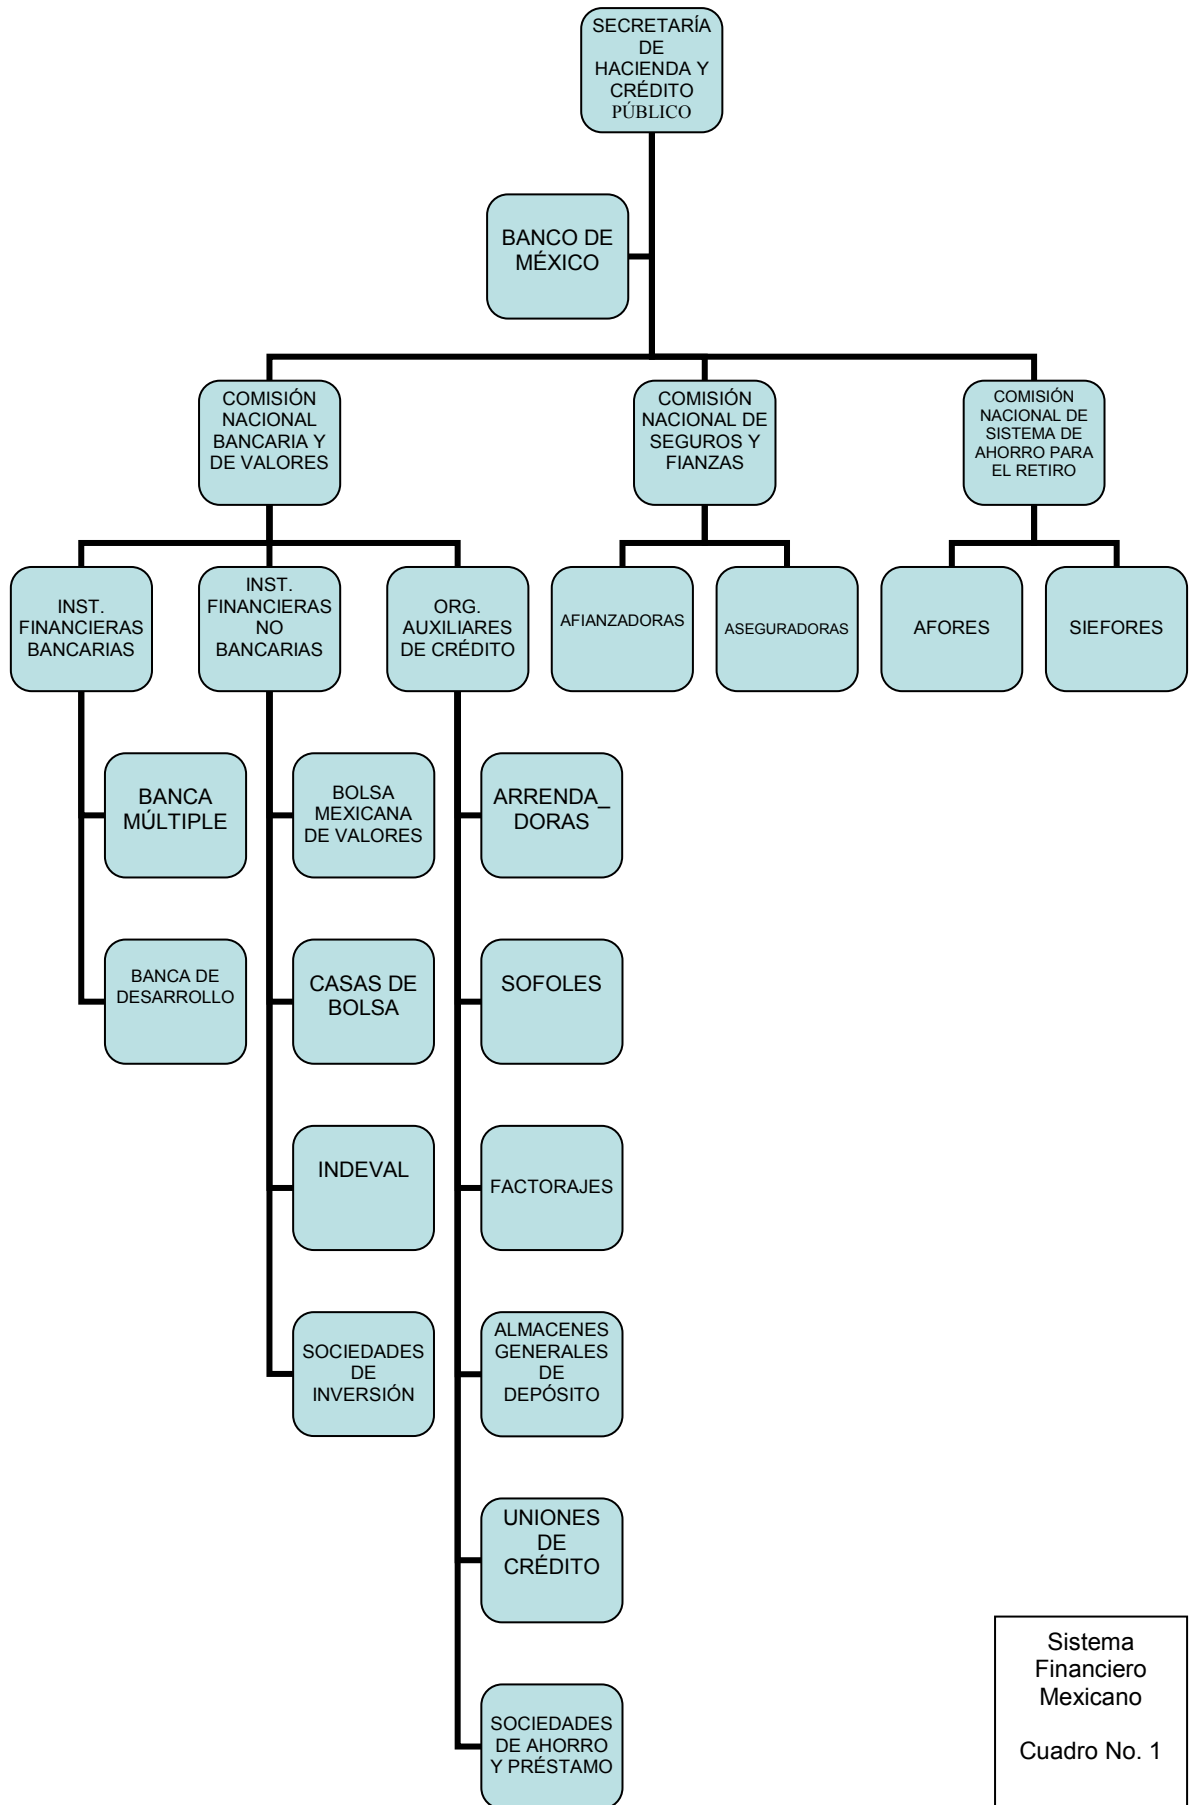 SECRETARÍA
DE
HACIENDA Y
CRÉDITO
PÚBLICO
BANCO DE
MÉXICO
COMISIÓN
NACIONAL
BANCARIA Y
DE VALORES
COMISIÓN
NACIONAL DE
SEGUROS Y
FIANZAS
COMISIÓN
NACIONAL DE
SISTEMA DE
AHORRO PARA
EL RETIRO
INST.
FINANCIERAS
BANCARIAS
INST.
FINANCIERAS
NO
BANCARIAS
ORG.
AUXILIARES
DE CRÉDITO
AFIANZADORAS
ASEGURADORAS
AFORES
SIEFORES
BANCA
MÚLTIPLE
BOLSA
MEXICANA
DE VALORES
ARRENDA_
DORAS
BANCA DE
DESARROLLO
CASAS DE
BOLSA
SOFOLES
INDEVAL
FACTORAJES
SOCIEDADES
DE
INVERSIÓN
ALMACENES
GENERALES
DE
DEPÓSITO
UNIONES
DE
CRÉDITO
SOCIEDADES
DE AHORRO
Y PRÉSTAMO
Sistema
Financiero
Mexicano
Cuadro No. 1